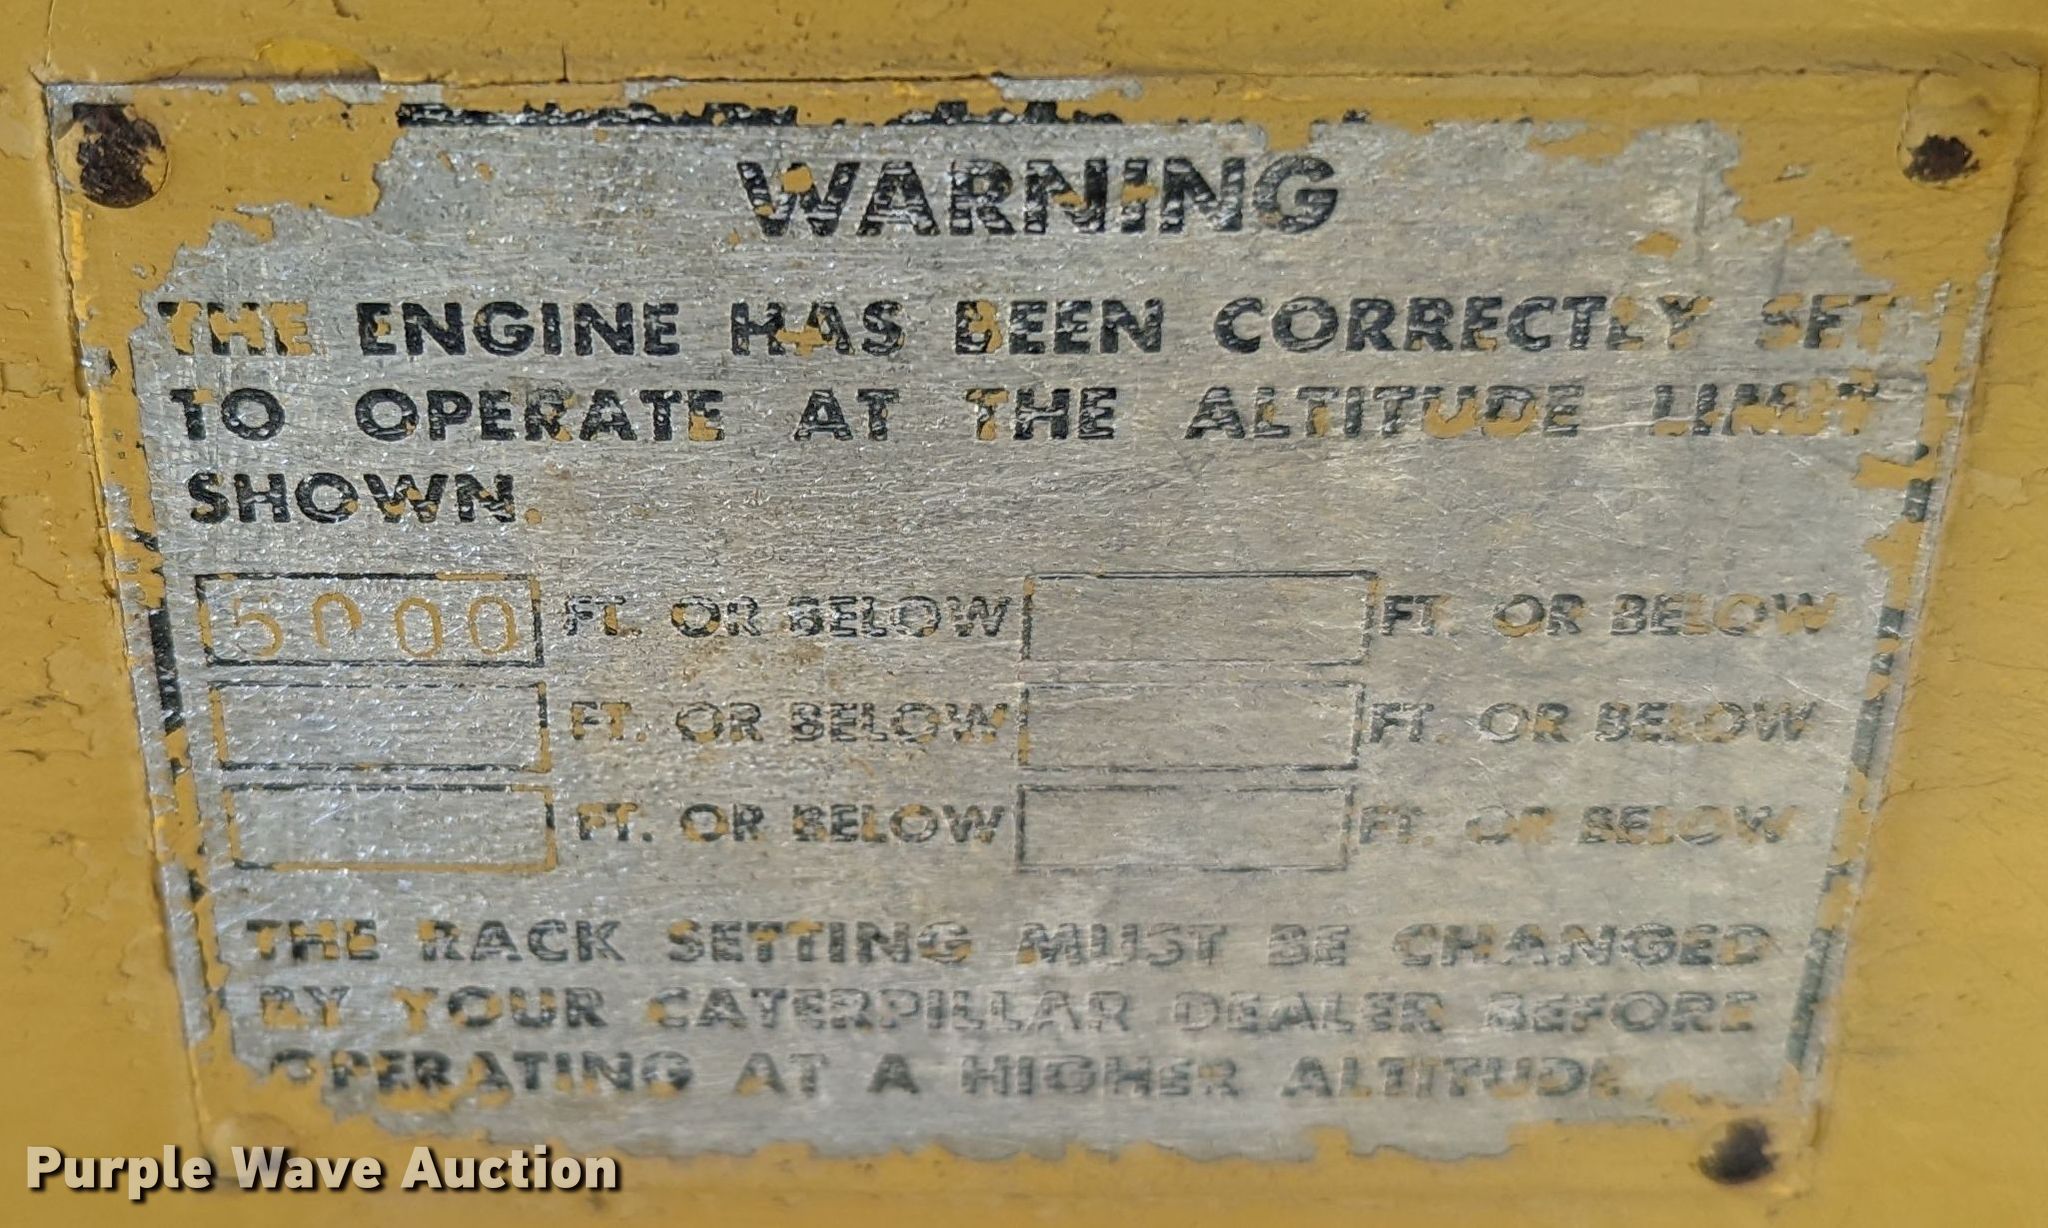 WARNING
THE ENGINE HAS BEEN CORRECTLY SET
TO OPERATE AT THE ALTITUDE LIMIT
SHOWN.
5000 FT. OR BELOW FT. OR BELOW
FT. OR BELOW FT. OR BELOW
FT. OR BELOW FT. OR BELOW
THE RACK SETTING MUST BE CHANGED
BY YOUR CATERPILLAR DEALER BEFORE
OPERATING AT A HIGHER ALTITUDE
Purple Wave Auction